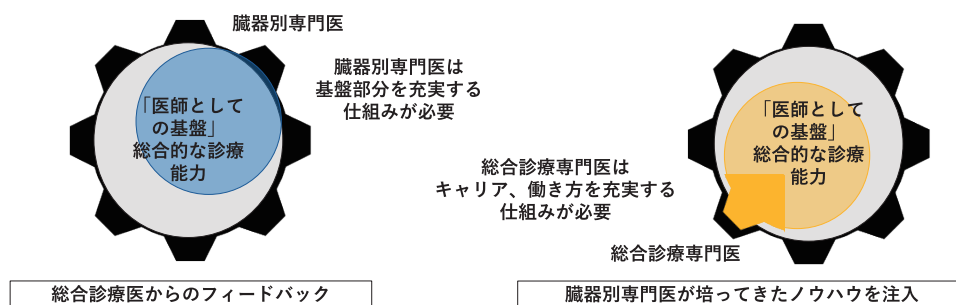 臓器別専門医
臓器別専門医は
基盤部分を充実する
仕組みが必要
「医師として
の基盤」
総合的な診療
能力
総合診療医からのフィードバック
「医師として
の基盤」
総合的な診療
能力
総合診療専門医は
キャリア、働き方を充実する
仕組みが必要
総合診療専門医
臓器別専門医が培ってきたノウハウを注入